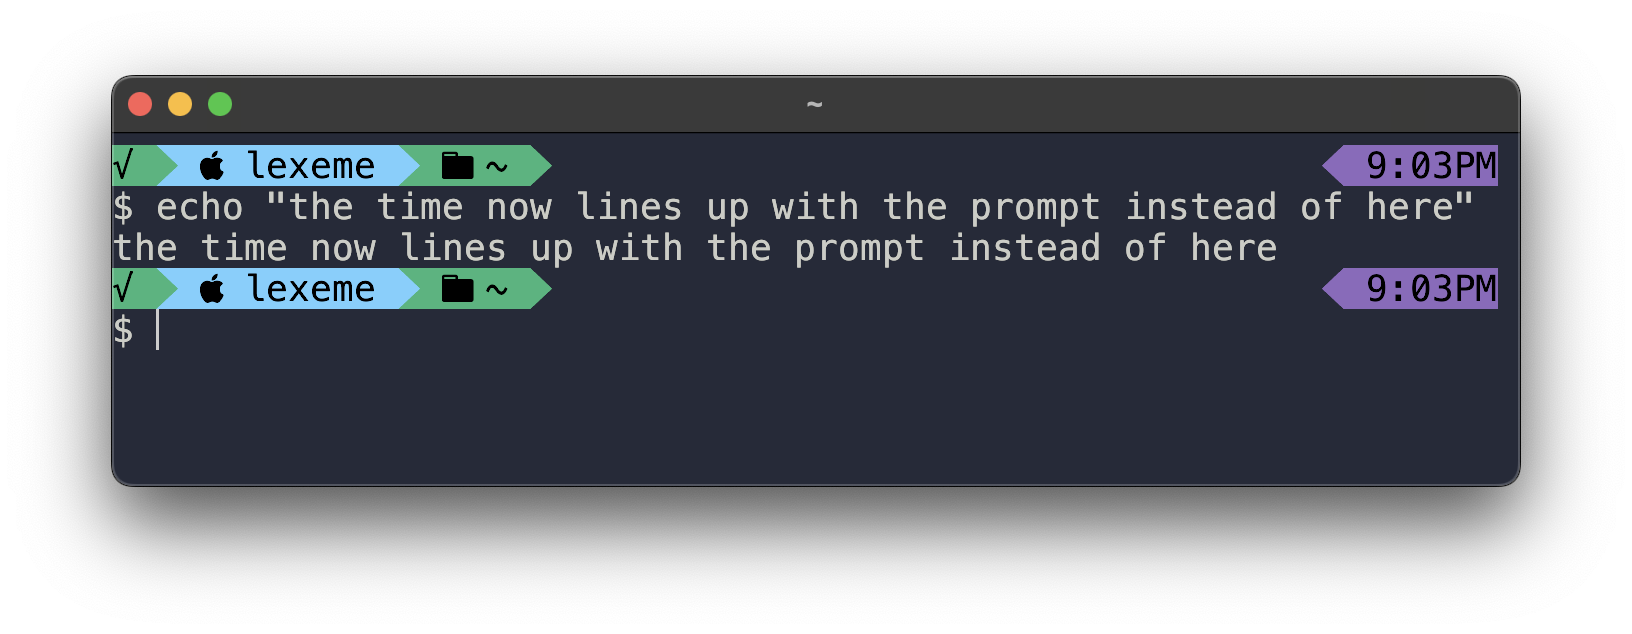 ~
√ lexeme ~ 9:03PM
$ echo "the time now lines up with the prompt instead of here"
the time now lines up with the prompt instead of here
√ lexeme ~ 9:03PM
$